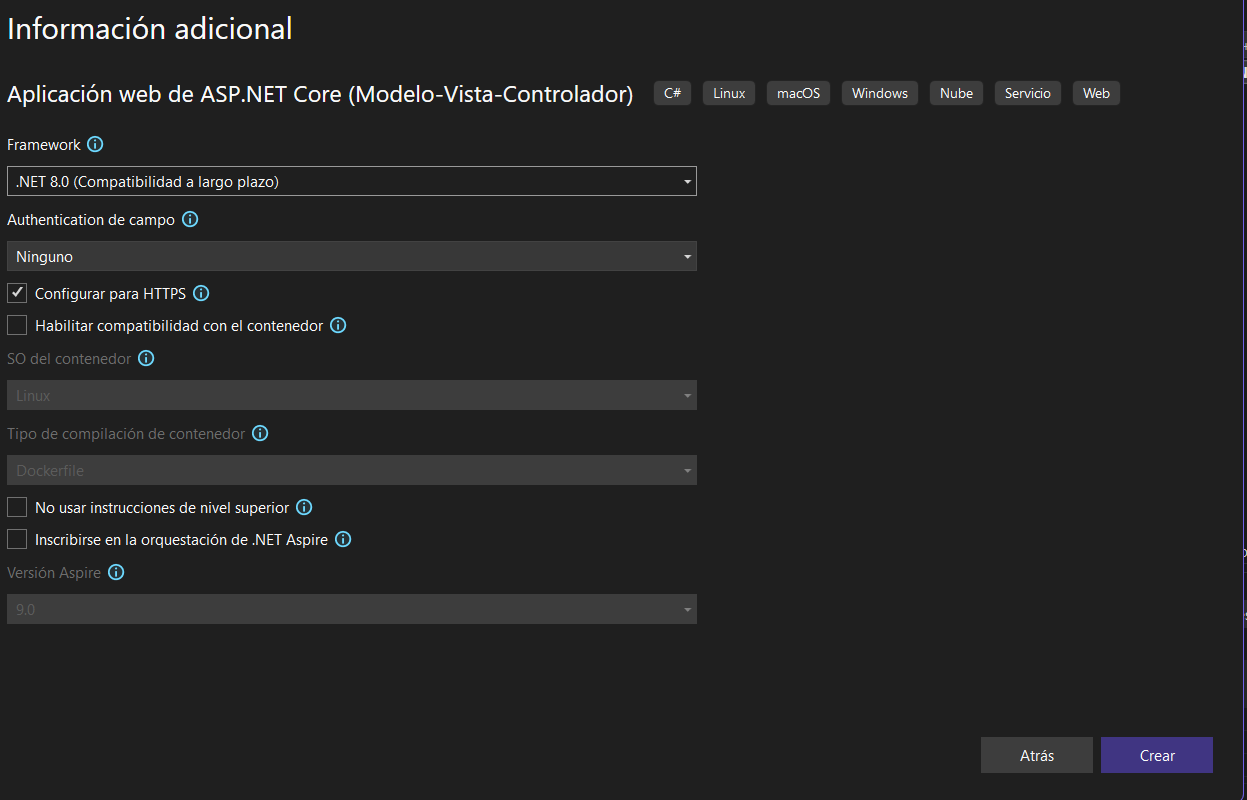 Información adicional
Aplicación web de ASP.NET Core (Modelo-Vista-Controlador) C# Linux macOS Windows Nube Servicio Web
Framework
.NET 8.0 (Compatibilidad a largo plazo)
Authentication de campo
Ninguno
Configurar para HTTPS
Habilitar compatibilidad con el contenedor
SO del contenedor
Linux
Tipo de compilación de contenedor
Dockerfile
No usar instrucciones de nivel superior
Inscribirse en la orquestación de .NET Aspire
Versión Aspire
9.0
Atrás Crear